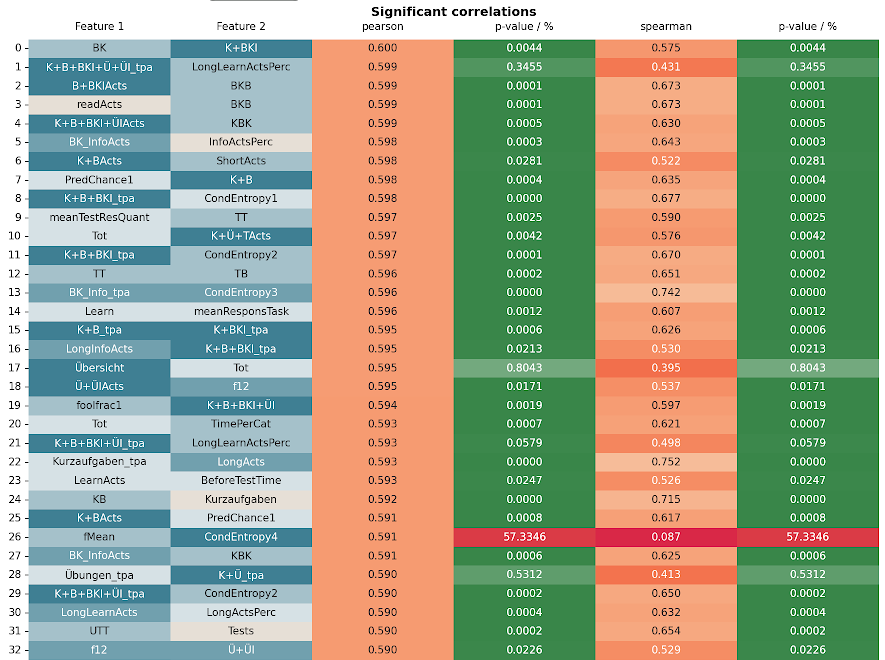 Significant correlations
Feature 1 Feature 2 pearson p-value / % spearman p-value / %
0 BK K+BKI 0.600 0.0044 0.575 0.0044
1 K+B+BKI+Ü+ÜI_tpa LongLearnActsPerc 0.599 0.3455 0.431 0.3455
2 B+BKIActs BKB 0.599 0.0001 0.673 0.0001
3 readActs BKB 0.599 0.0001 0.673 0.0001
4 K+B+BKI+ÜIActs KBK 0.599 0.0005 0.630 0.0005
5 BK_InfoActs InfoActsPerc 0.598 0.0003 0.643 0.0003
6 K+BActs ShortActs 0.598 0.0281 0.522 0.0281
7 PredChance1 K+B 0.598 0.0004 0.635 0.0004
8 K+B+BKI_tpa CondEntropy1 0.598 0.0000 0.677 0.0000
9 meanTestResQuant TT 0.597 0.0025 0.590 0.0025
10 Tot K+Ü+TActs 0.597 0.0042 0.576 0.0042
11 K+B+BKI_tpa CondEntropy2 0.597 0.0001 0.670 0.0001
12 TT TB 0.596 0.0002 0.651 0.0002
13 BK_Info_tpa CondEntropy3 0.596 0.0000 0.742 0.0000
14 Learn meanResponsTask 0.596 0.0012 0.607 0.0012
15 K+B_tpa K+BKI_tpa 0.595 0.0006 0.626 0.0006
16 LongInfoActs K+B+BKI_tpa 0.595 0.0213 0.530 0.0213
17 Übersicht Tot 0.595 0.8043 0.395 0.8043
18 Ü+ÜIActs f12 0.595 0.0171 0.537 0.0171
19 foolfrac1 K+B+BKI+ÜI 0.594 0.0019 0.597 0.0019
20 Tot TimePerCat 0.593 0.0007 0.621 0.0007
21 K+B+BKI+ÜI_tpa LongLearnActsPerc 0.593 0.0579 0.498 0.0579
22 Kurzaufgaben_tpa LongActs 0.593 0.0000 0.752 0.0000
23 LearnActs BeforeTestTime 0.593 0.0247 0.526 0.0247
24 KB Kurzaufgaben 0.592 0.0000 0.715 0.0000
25 K+BActs PredChance1 0.591 0.0008 0.617 0.0008
26 fMean CondEntropy4 0.591 57.3346 0.087 57.3346
27 BK_InfoActs KBK 0.591 0.0006 0.625 0.0006
28 Übungen_tpa K+Ü_tpa 0.590 0.5312 0.413 0.5312
29 K+B+BKI+ÜI_tpa CondEntropy2 0.590 0.0002 0.650 0.0002
30 LongLearnActs LongActsPerc 0.590 0.0004 0.632 0.0004
31 UTT Tests 0.590 0.0002 0.654 0.0002
32 f12 Ü+ÜI 0.590 0.0226 0.529 0.0226